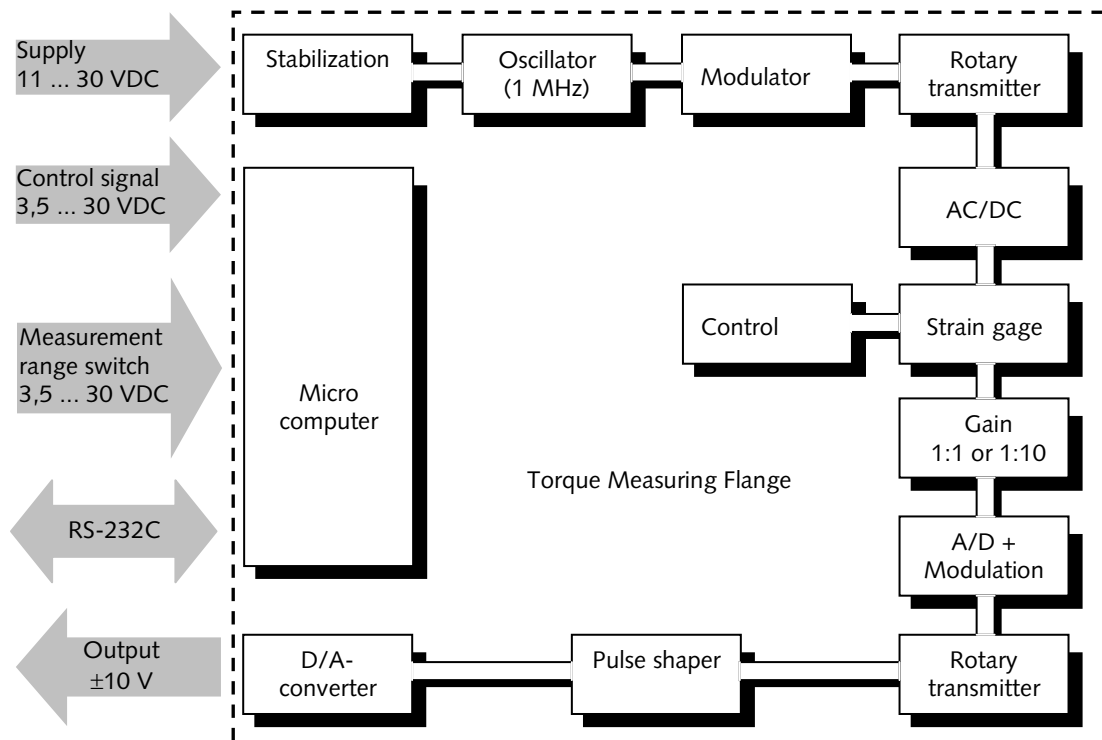 Supply
11 ... 30 VDC
Stabilization
Oscillator
(1 MHz)
Modulator
Rotary
transmitter
Control signal
3,5 ... 30 VDC
AC/DC
Measurement
range switch
3,5 ... 30 VDC
Micro
computer
Control
Strain gage
Gain
1:1 or 1:10
Torque Measuring Flange
RS-232C
A/D +
Modulation
Output
±10 V
D/A-
converter
Pulse shaper
Rotary
transmitter